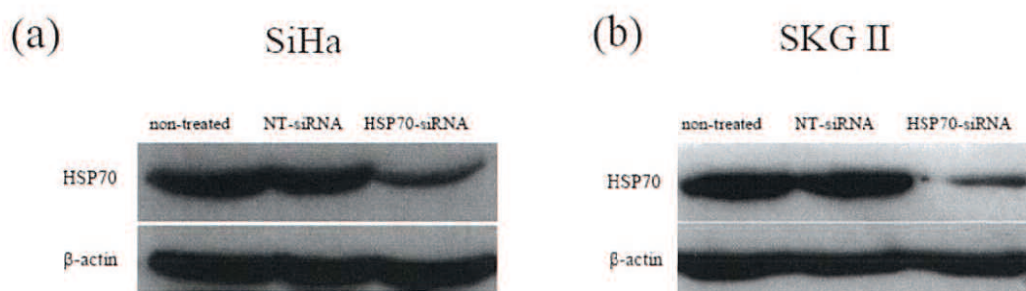 (a) SiHa
non-treated NT-siRNA HSP70-siRNA
HSP70
β-actin
(b) SKG II
non-treated NT-siRNA HSP70-siRNA
HSP70
β-actin